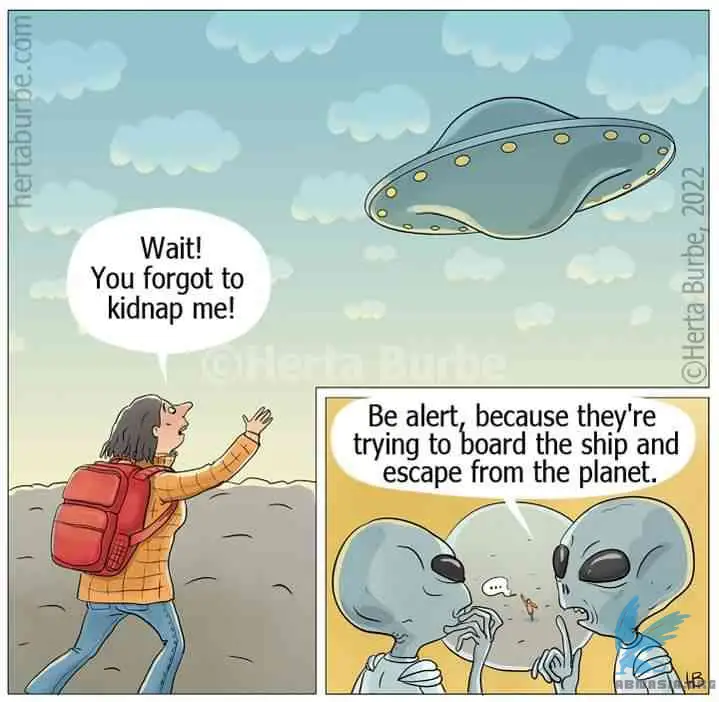 hertaburbe.com
Wait!
You forgot to
kidnap me!
©Herta Burbe, 2022
©Herta Burbe
Be alert, because they're
trying to board the ship and
escape from the planet.
...
HB